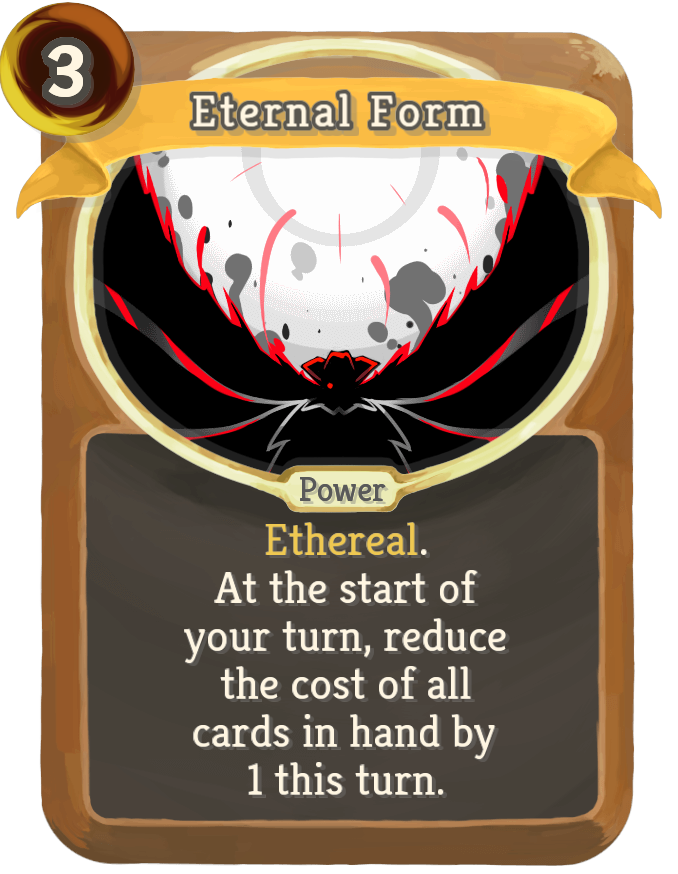 3
Eternal Form
Power
Ethereal.
At the start of
your turn, reduce
the cost of all
cards in hand by
1 this turn.